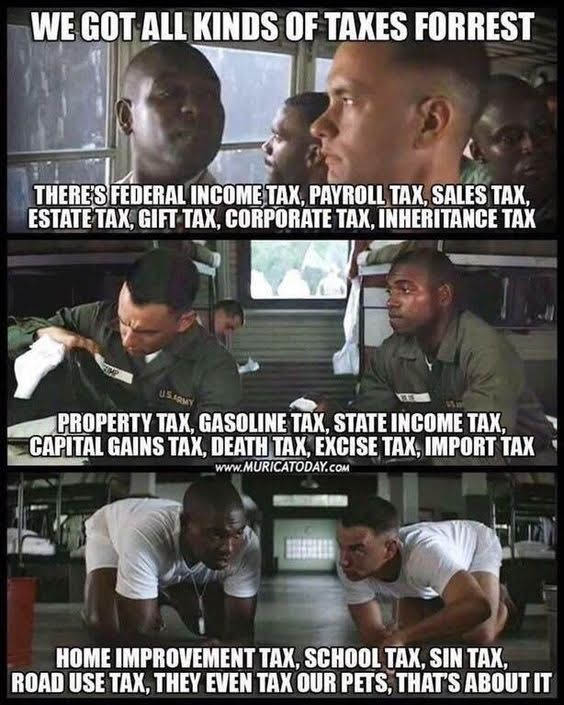 WE GOT ALL KINDS OF TAXES FORREST
THERE'S FEDERAL INCOME TAX, PAYROLL TAX, SALES TAX,
ESTATE TAX, GIFT TAX, CORPORATE TAX, INHERITANCE TAX
U.S. ARMY
PROPERTY TAX, GASOLINE TAX, STATE INCOME TAX,
CAPITAL GAINS TAX, DEATH TAX, EXCISE TAX, IMPORT TAX
WWW.MURICATODAY.COM
HOME IMPROVEMENT TAX, SCHOOL TAX, SIN TAX,
ROAD USE TAX, THEY EVEN TAX OUR PETS, THAT'S ABOUT IT